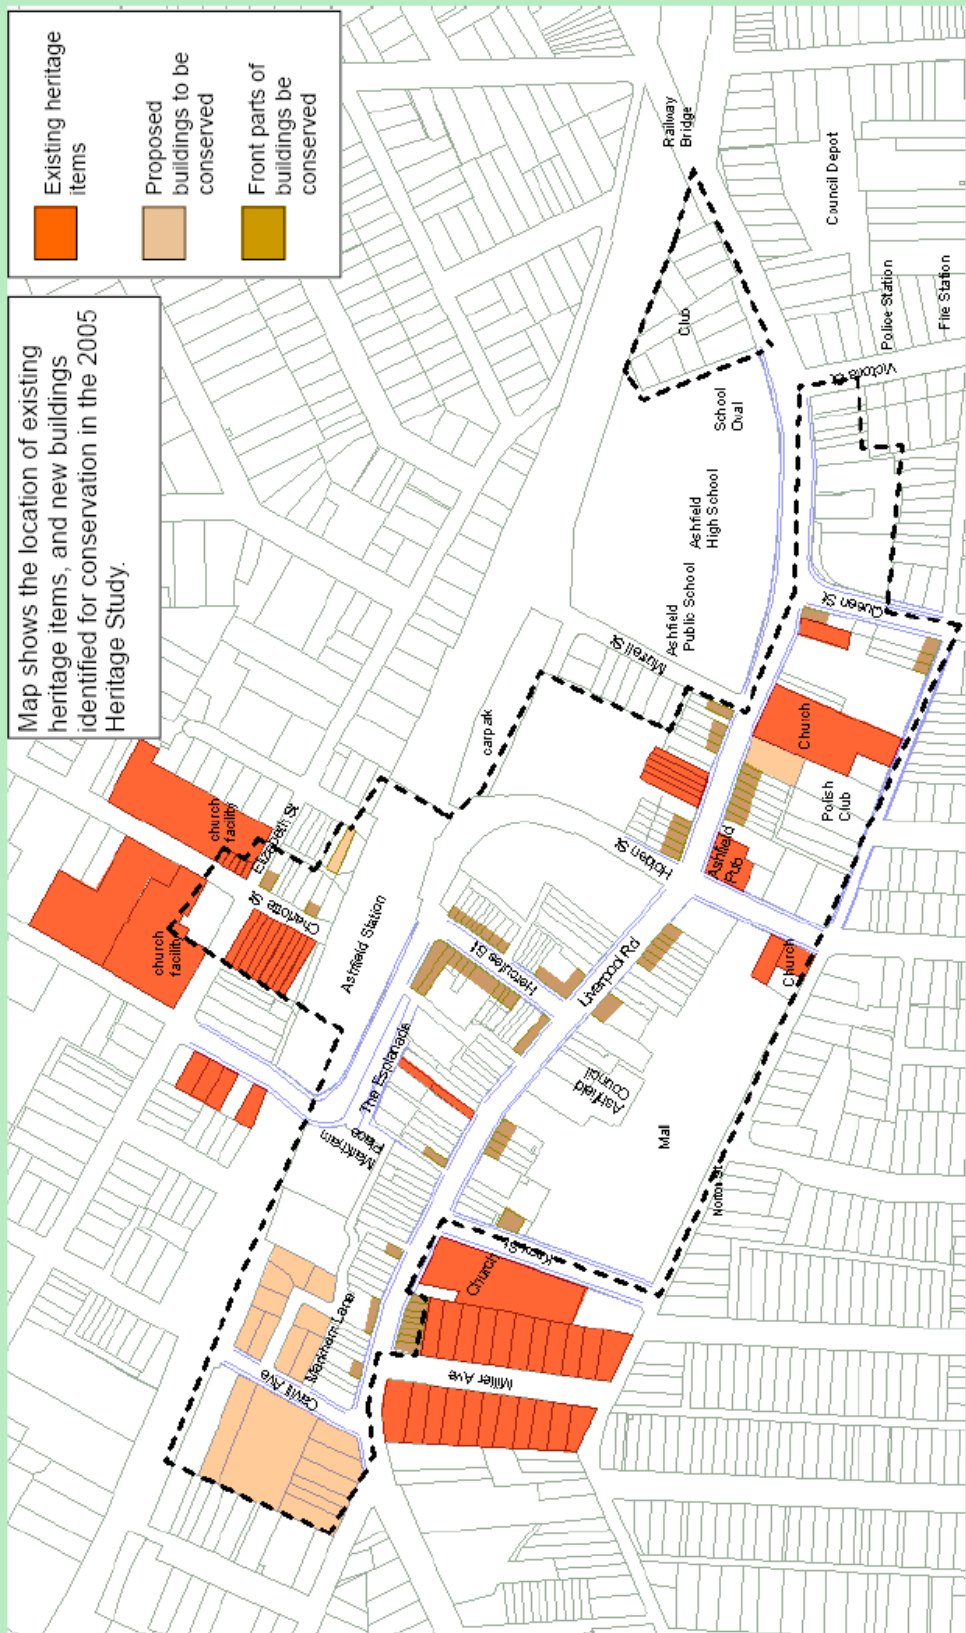 Map shows the location of existing
heritage items, and new buildings
identified for conservation in the 2005
Heritage Study.
Existing heritage
items
Proposed
buildings to be
conserved
Front parts of
buildings be
conserved
Railway
Bridge
Council Depot
Club
Police Station
Fire Station
Victoria St
School
Oval
Ashfield
High School
Ashfield
Public School
Murrell St
Queen St
carpark
church
facility
Elizabeth St
Charlotte St
church
facility
Ashfield Station
Holden St
Church
Polish
Club
Ashfield
Pub
Hercules St
Liverpool Rd
Church
The Esplanade
Markham
Place
Ashfield
Council
Mall
Norton St
Knox St
Church
Markham Lane
Cavill Ave
Miller Ave